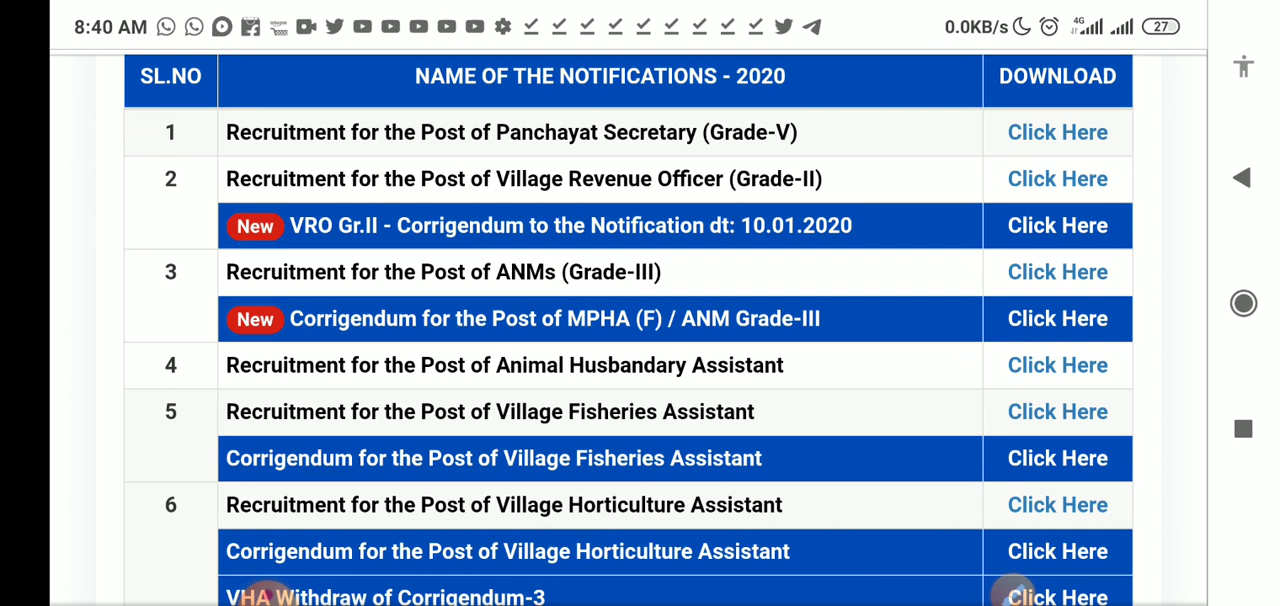 8:40 AM 0.0KB/s 4G 27
SL.NO NAME OF THE NOTIFICATIONS - 2020 DOWNLOAD
1 Recruitment for the Post of Panchayat Secretary (Grade-V) Click Here
2 Recruitment for the Post of Village Revenue Officer (Grade-II) Click Here
New VRO Gr.II - Corrigendum to the Notification dt: 10.01.2020 Click Here
3 Recruitment for the Post of ANMs (Grade-III) Click Here
New Corrigendum for the Post of MPHA (F) / ANM Grade-III Click Here
4 Recruitment for the Post of Animal Husbandary Assistant Click Here
5 Recruitment for the Post of Village Fisheries Assistant Click Here
Corrigendum for the Post of Village Fisheries Assistant Click Here
6 Recruitment for the Post of Village Horticulture Assistant Click Here
Corrigendum for the Post of Village Horticulture Assistant Click Here
VHA Withdraw of Corrigendum-3 Click Here